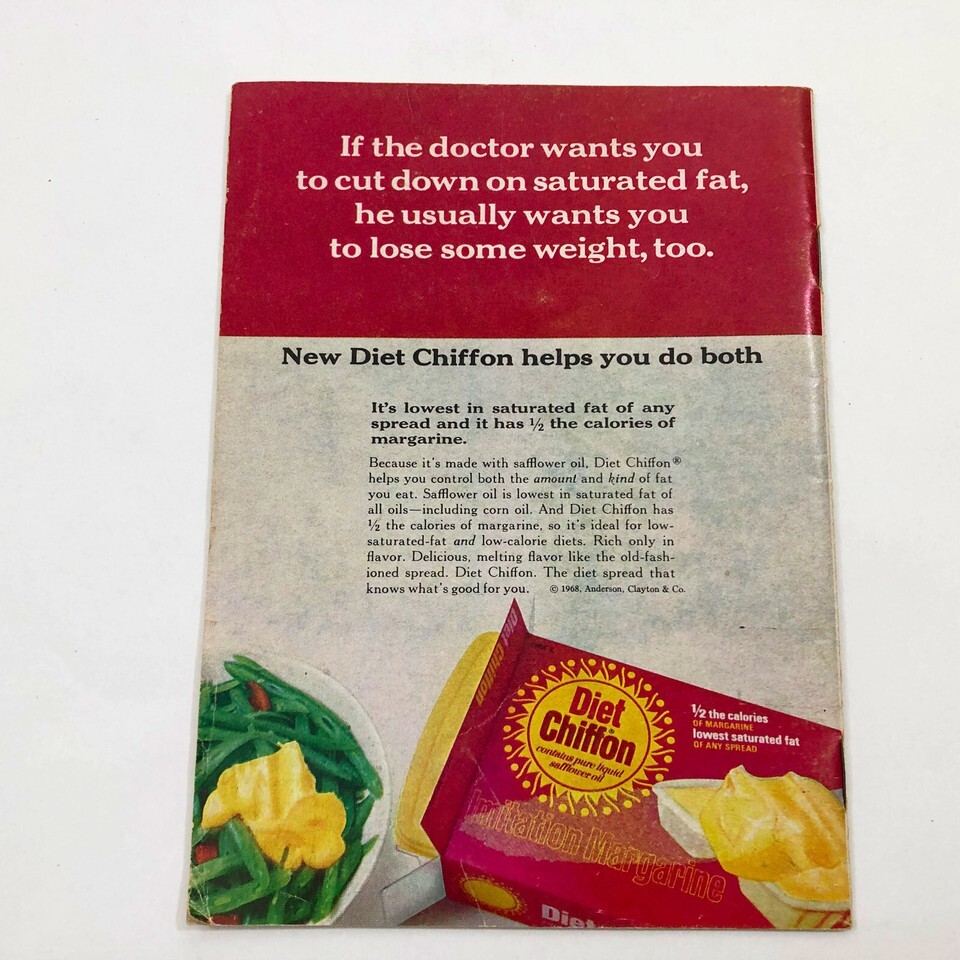 If the doctor wants you
to cut down on saturated fat,
he usually wants you
to lose some weight, too.
New Diet Chiffon helps you do both
It's lowest in saturated fat of any
spread and it has ½ the calories of
margarine.
Because it's made with safflower oil, Diet Chiffon®
helps you control both the amount and kind of fat
you eat. Safflower oil is lowest in saturated fat of
all oils—including corn oil. And Diet Chiffon has
½ the calories of margarine, so it's ideal for low-
saturated-fat and low-calorie diets. Rich only in
flavor. Delicious, melting flavor like the old-fash-
ioned spread. Diet Chiffon. The diet spread that
knows what's good for you. © 1968, Anderson, Clayton & Co.
Diet Chiffon
Diet
Chiffon®
contains pure liquid
safflower oil
½ the calories
OF MARGARINE
lowest saturated fat
OF ANY SPREAD
Imitation Margarine
Diet